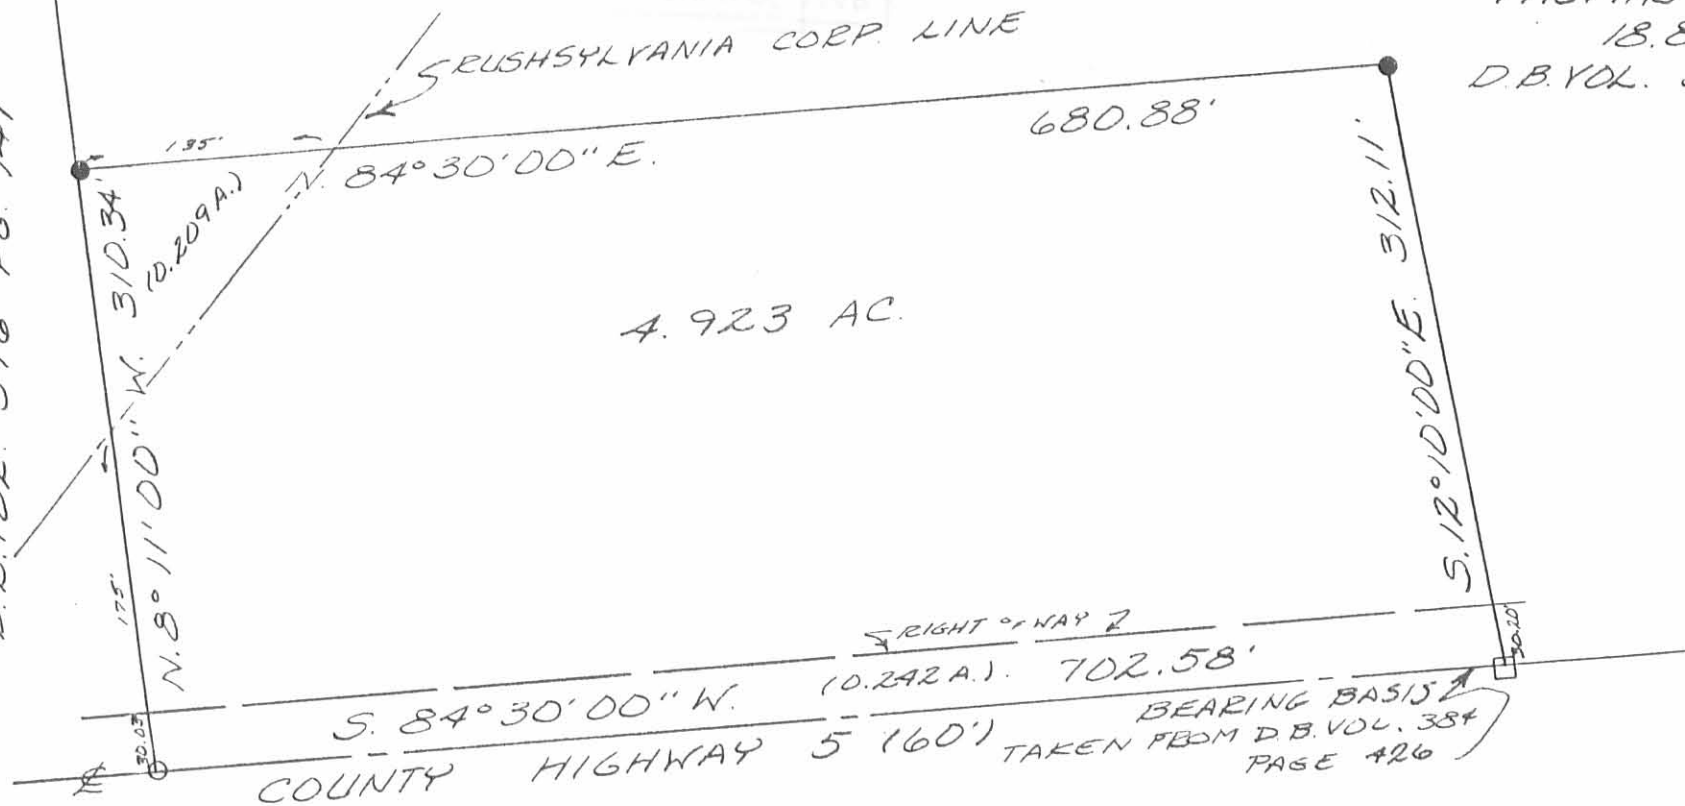 RUSHSYLVANIA CORP. LINE
18.8
D.B. VOL.
195'
680.88'
N. 84° 30' 00" E.
(0.209 A.)
N. 8° 11' 00" W. 310.34'
4.923 AC.
S. 12° 10' 00" E. 312.11'
175'
RIGHT OF WAY
(0.242 A.).
S. 84° 30' 00" W. 702.58'
30.03'
30.20'
BEARING BASIS
TAKEN FROM D.B. VOL. 384
PAGE 426
COUNTY HIGHWAY 5 (60')
℄